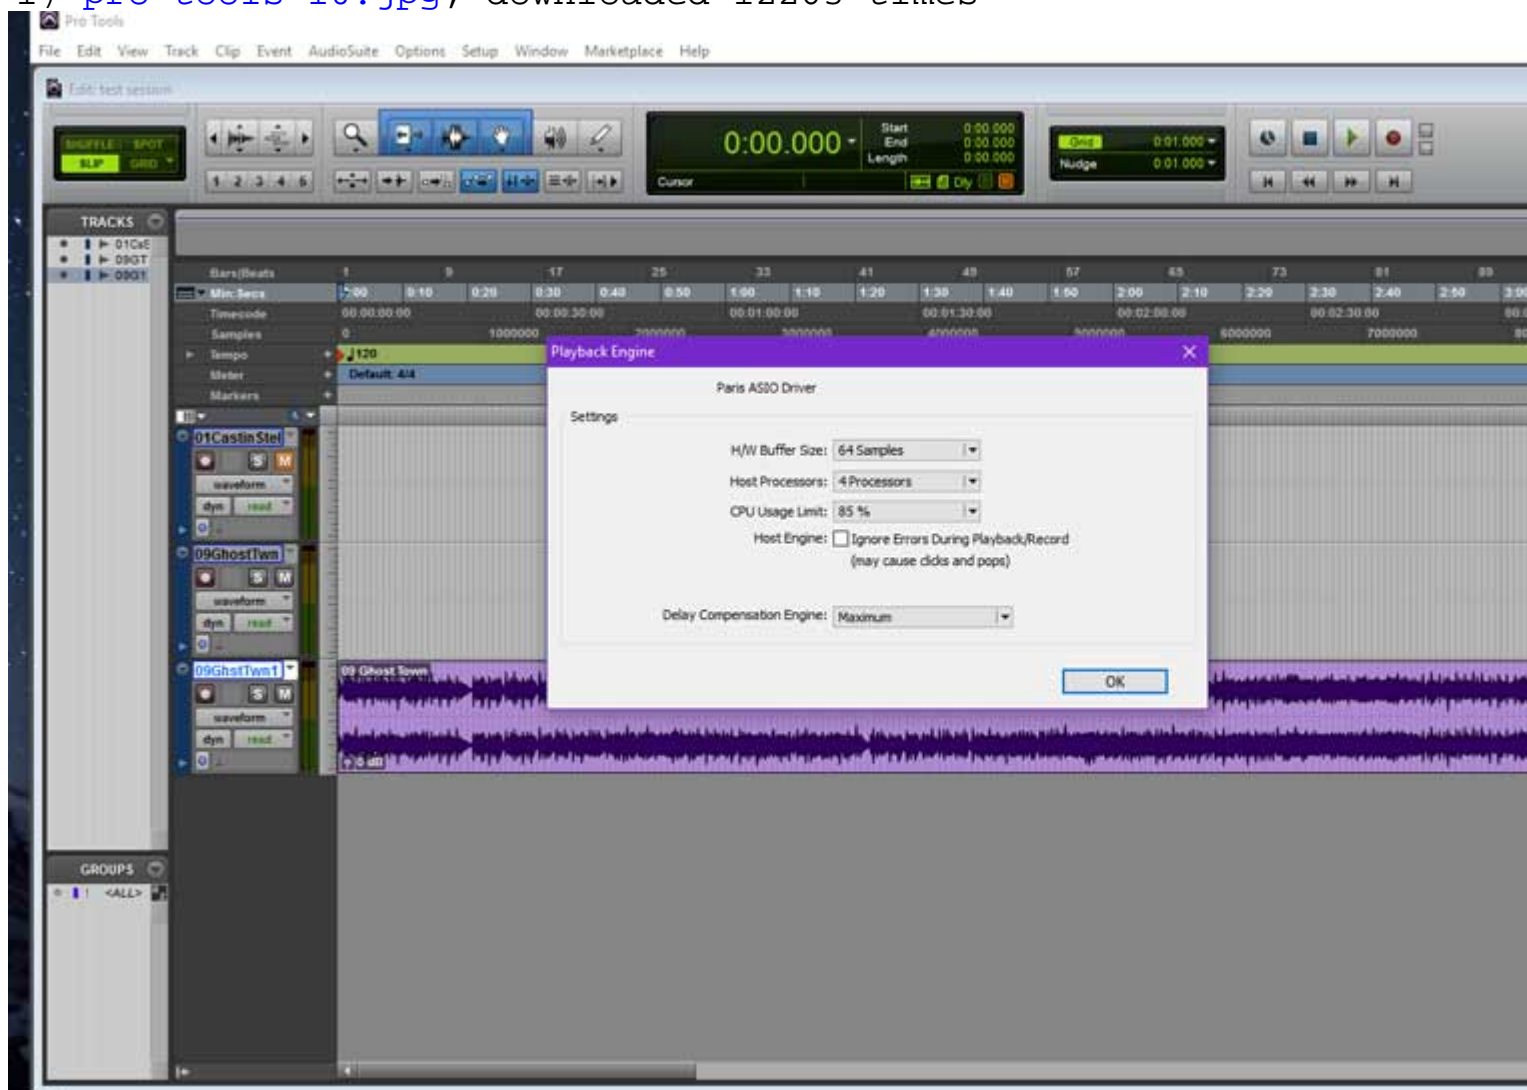 Pro Tools
File Edit View Track Clip Event AudioSuite Options Setup Window Marketplace Help
Edit: test session
SHUFFLE SPOT
SLIP GRID
1 2 3 4 5
0:00.000
Start 0:00.000
End 0:00.000
Length 0:00.000
Cursor
Dly
Grid 0:01.000
Nudge 0:01.000
TRACKS
01CsE
09GT
Bars|Beats 1 9 17 25 33 41 49 57 65 73 81 89
Min:Secs 0:10 0:20 0:30 0:40 0:50 1:00 1:10 1:20 1:30 1:40 1:50 2:00 2:10 2:20 2:30 2:40 2:50
Timecode 00:00:00:00 00:00:30:00 00:01:00:00 00:01:30:00 00:02:00:00 00:02:30:00
Samples 0 1000000 2000000 3000000 4000000 5000000 6000000 7000000
Tempo 120
Meter Default: 4/4
Markers
Playback Engine
Paris ASIO Driver
Settings
H/W Buffer Size: 64 Samples
Host Processors: 4 Processors
CPU Usage Limit: 85 %
Host Engine: Ignore Errors During Playback/Record
(may cause clicks and pops)
Delay Compensation Engine: Maximum
OK
01CastinStel
S M
waveform
dyn read
09GhostTwn
S M
waveform
dyn read
09GhstTwn1
S M
waveform
dyn read
09 Ghost Town
0 dB
GROUPS
! <ALL>